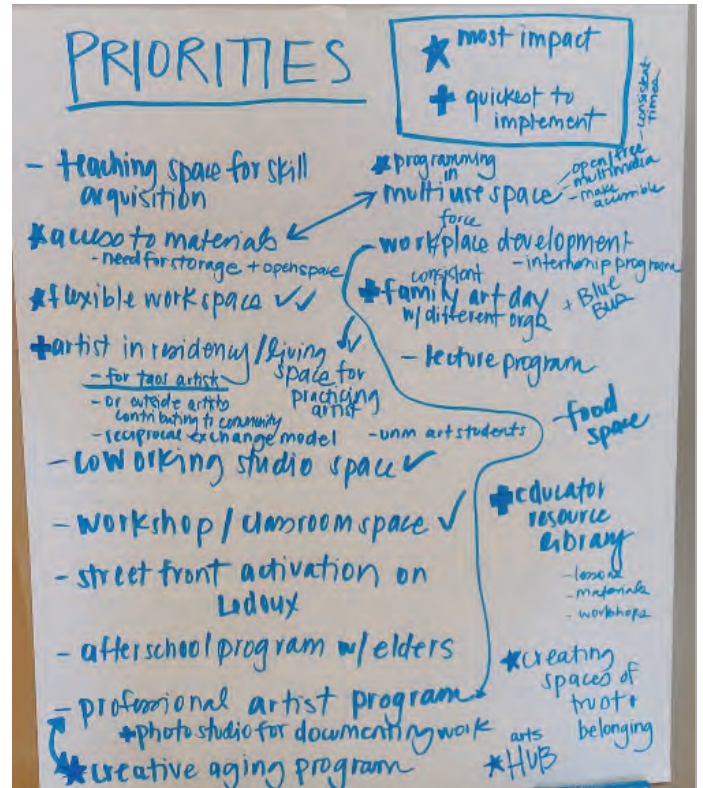 PRIORITIES
★ most impact
+ quickest to
implement
- teaching space for skill
acquisition
★ access to materials
- need for storage + openspace
★ flexible workspace ✓✓
+ artist in residency / living
space for
practicing
artist
✓✓
- for taos artists
- or outside artists
contributing to community
- reciprocal exchange model
- coworking studio space ✓
- workshop / classroom space ✓
- street front activation on
Ledoux
- afterschool program w/ elders
- professional artist program
+ photo studio for documenting work
★ creative aging program
★ programming
in
multiuse space
- open/free
multimedia
- make
accessible
- consistent
times
force
- workplace development
- internship program
consistent
+ family art day
w/ different orgs
+ Blue
Bus
- lecture program
- unm art students
- food
space
+ educator
resource
library
- lessons
- materials
- workshops
★ creating
spaces of
trust +
belonging
arts
★ HUB